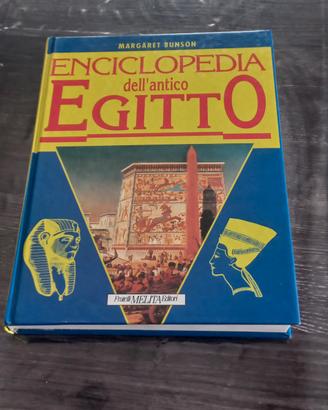 MARGARET BUNSON
ENCICLOPEDIA
dell'antico
EGITTO
Fratelli MELITA Editori